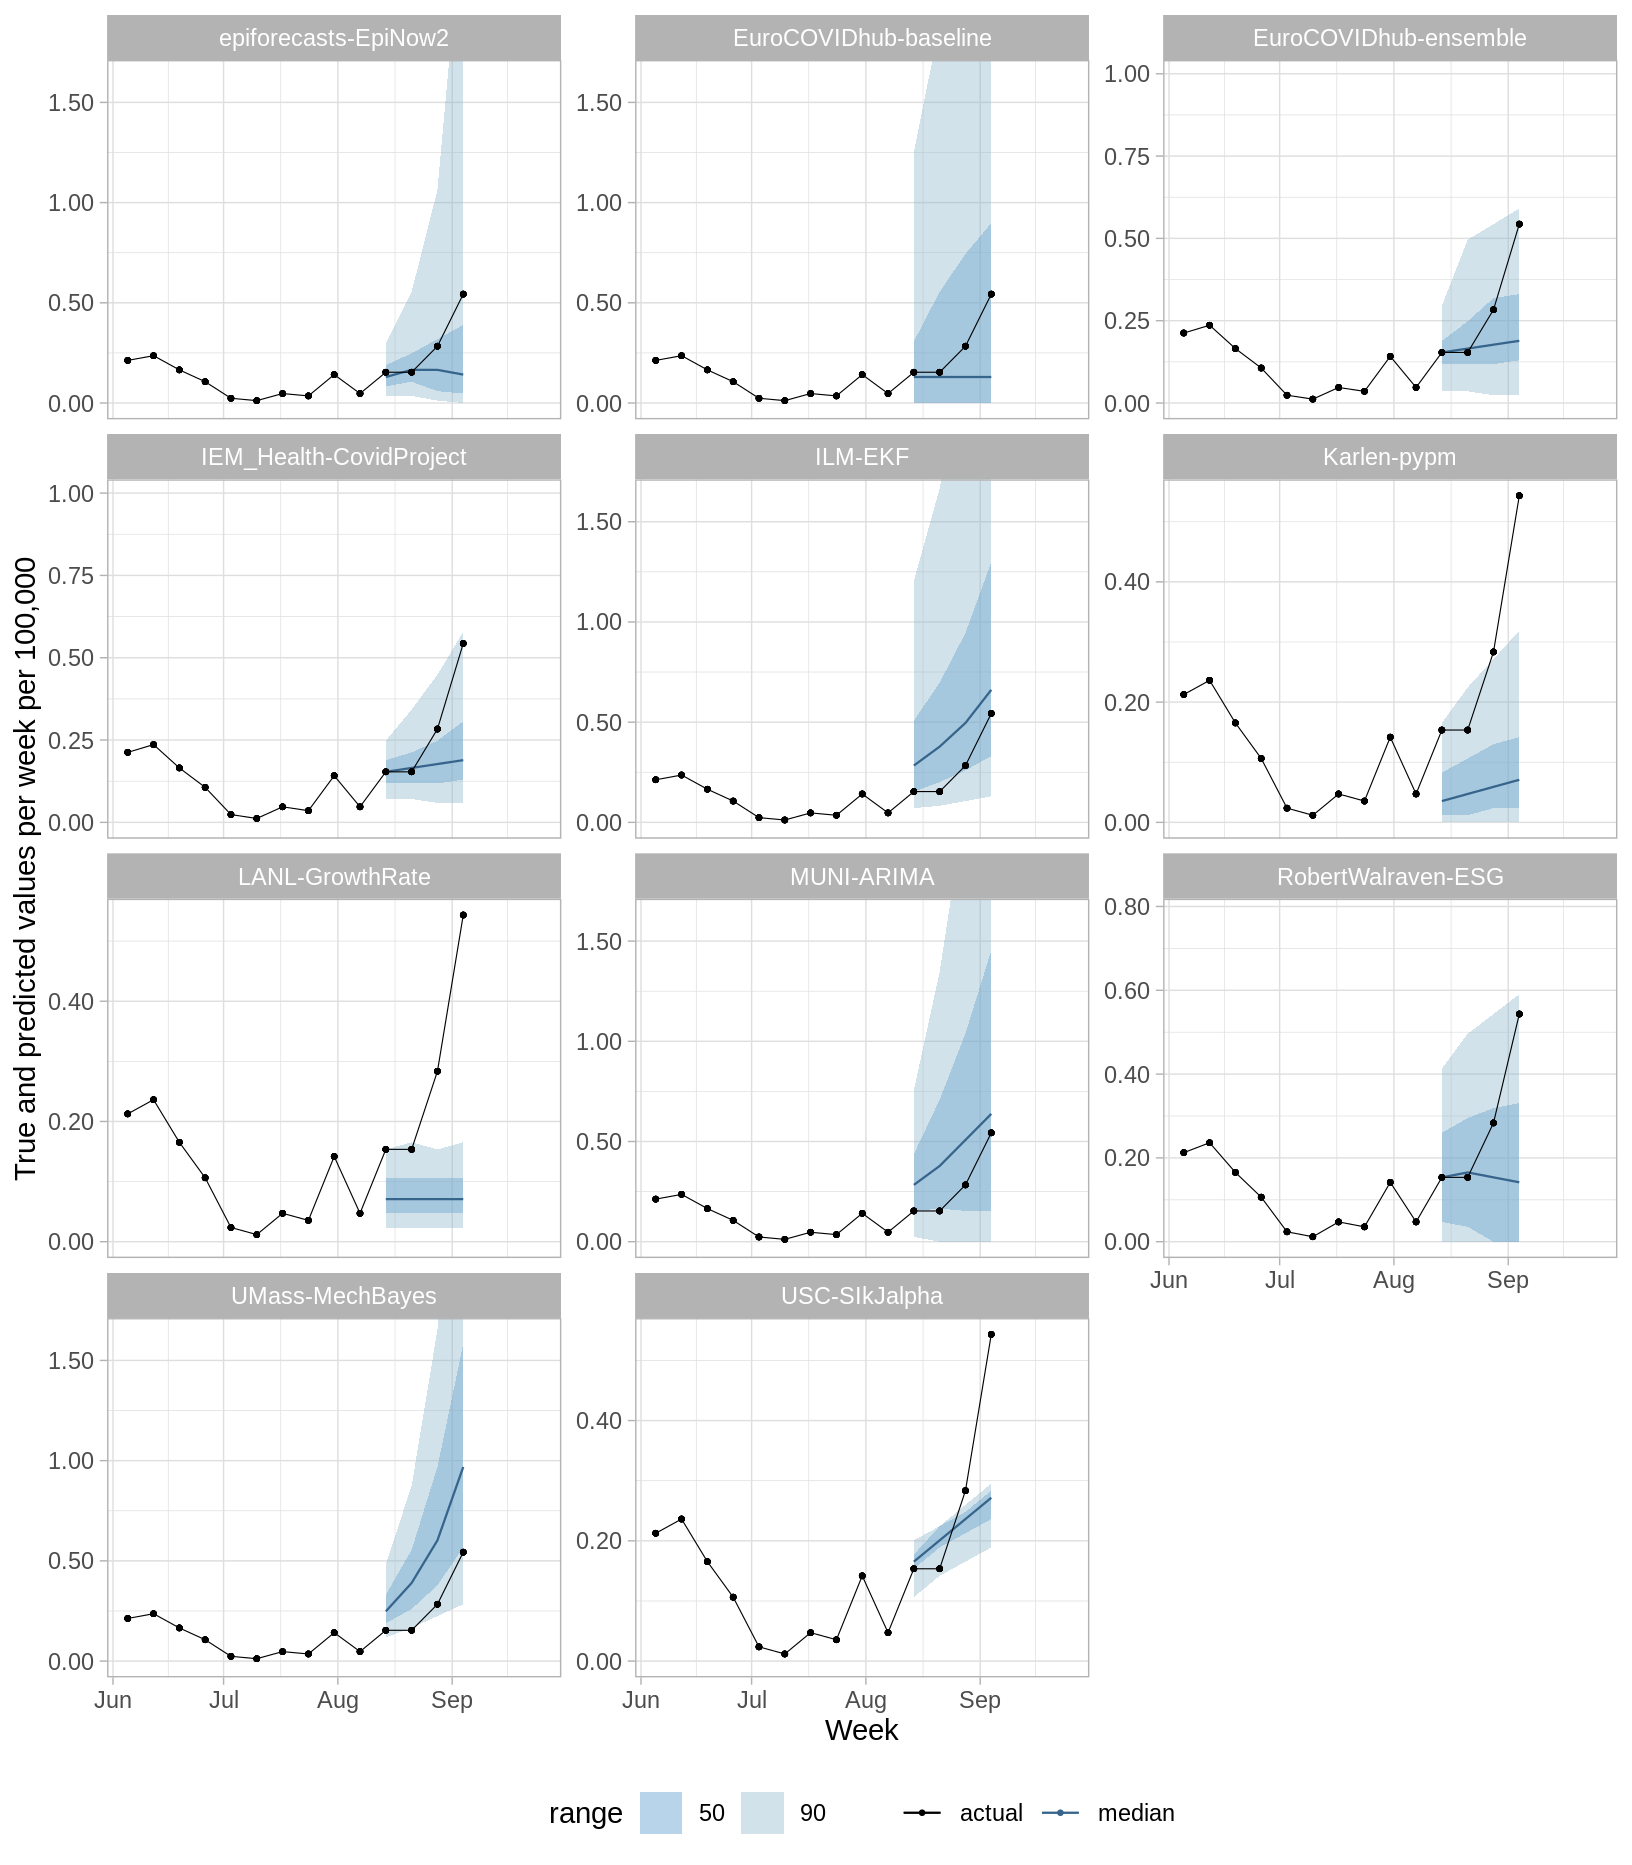 epiforecasts-EpiNow2
EuroCOVIDhub-baseline
EuroCOVIDhub-ensemble
1.50
1.00
0.50
0.00
1.50
1.00
0.50
0.00
1.00
0.75
0.50
0.25
0.00
IEM_Health-CovidProject
ILM-EKF
Karlen-pypm
1.00
0.75
0.50
0.25
0.00
1.50
1.00
0.50
0.00
0.40
0.20
0.00
True and predicted values per week per 100,000
LANL-GrowthRate
MUNI-ARIMA
RobertWalraven-ESG
0.40
0.20
0.00
1.50
1.00
0.50
0.00
0.80
0.60
0.40
0.20
0.00
Jun Jul Aug Sep
UMass-MechBayes
USC-SIkJalpha
1.50
1.00
0.50
0.00
0.40
0.20
0.00
Jun Jul Aug Sep
Jun Jul Aug Sep
Week
range 50 90 actual median